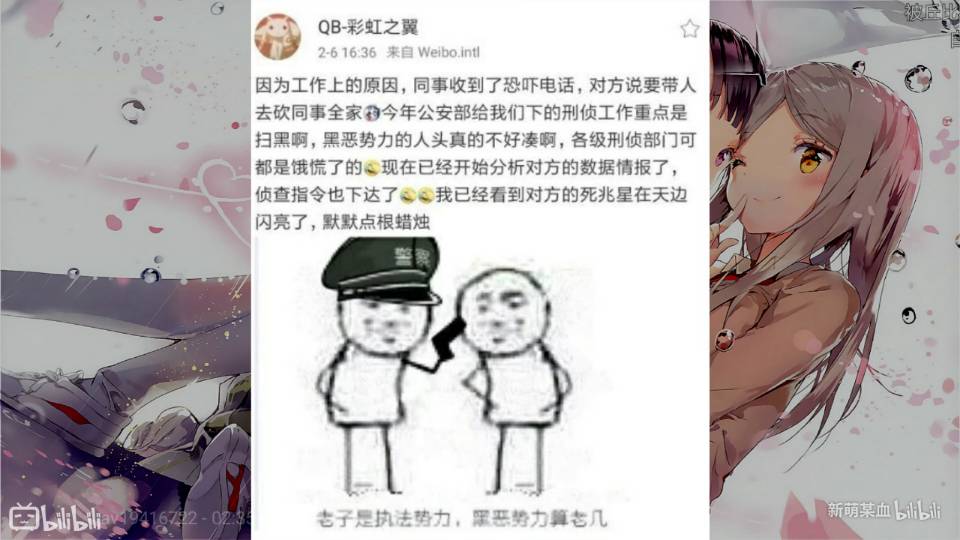 QB-彩虹之翼
2-6 16:36 来自 Weibo.intl
因为工作上的原因，同事收到了恐吓电话，对方说要带人
去砍同事全家今年公安部给我们下的刑侦工作重点是
扫黑啊，黑恶势力的人头真的不好凑啊，各级刑侦部门可
都是饿慌了的现在已经开始分析对方的数据情报了，
侦查指令也下达了我已经看到对方的死兆星在天边
闪亮了，默默点根蜡烛
警察
老子是执法势力，黑恶势力算老几
bilibili
av19416722 - 02:35
新萌某血 bilibili